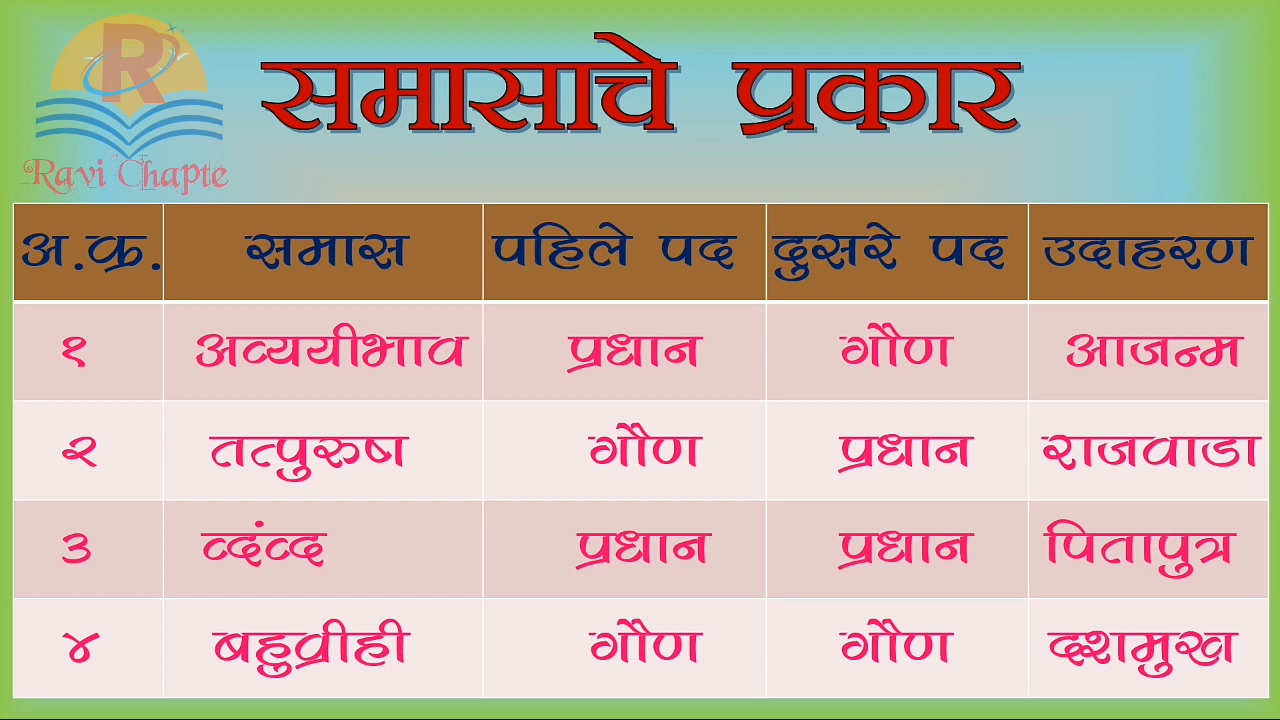 R
Ravi Chapte
समासाचे प्रकार
अ.क्र. समास पहिले पद दुसरे पद उदाहरण
१ अव्ययीभाव प्रधान गौण आजन्म
२ तत्पुरुष गौण प्रधान राजवाडा
३ व्दंव्द प्रधान प्रधान पितापुत्र
४ बहुव्रीही गौण गौण दशमुख